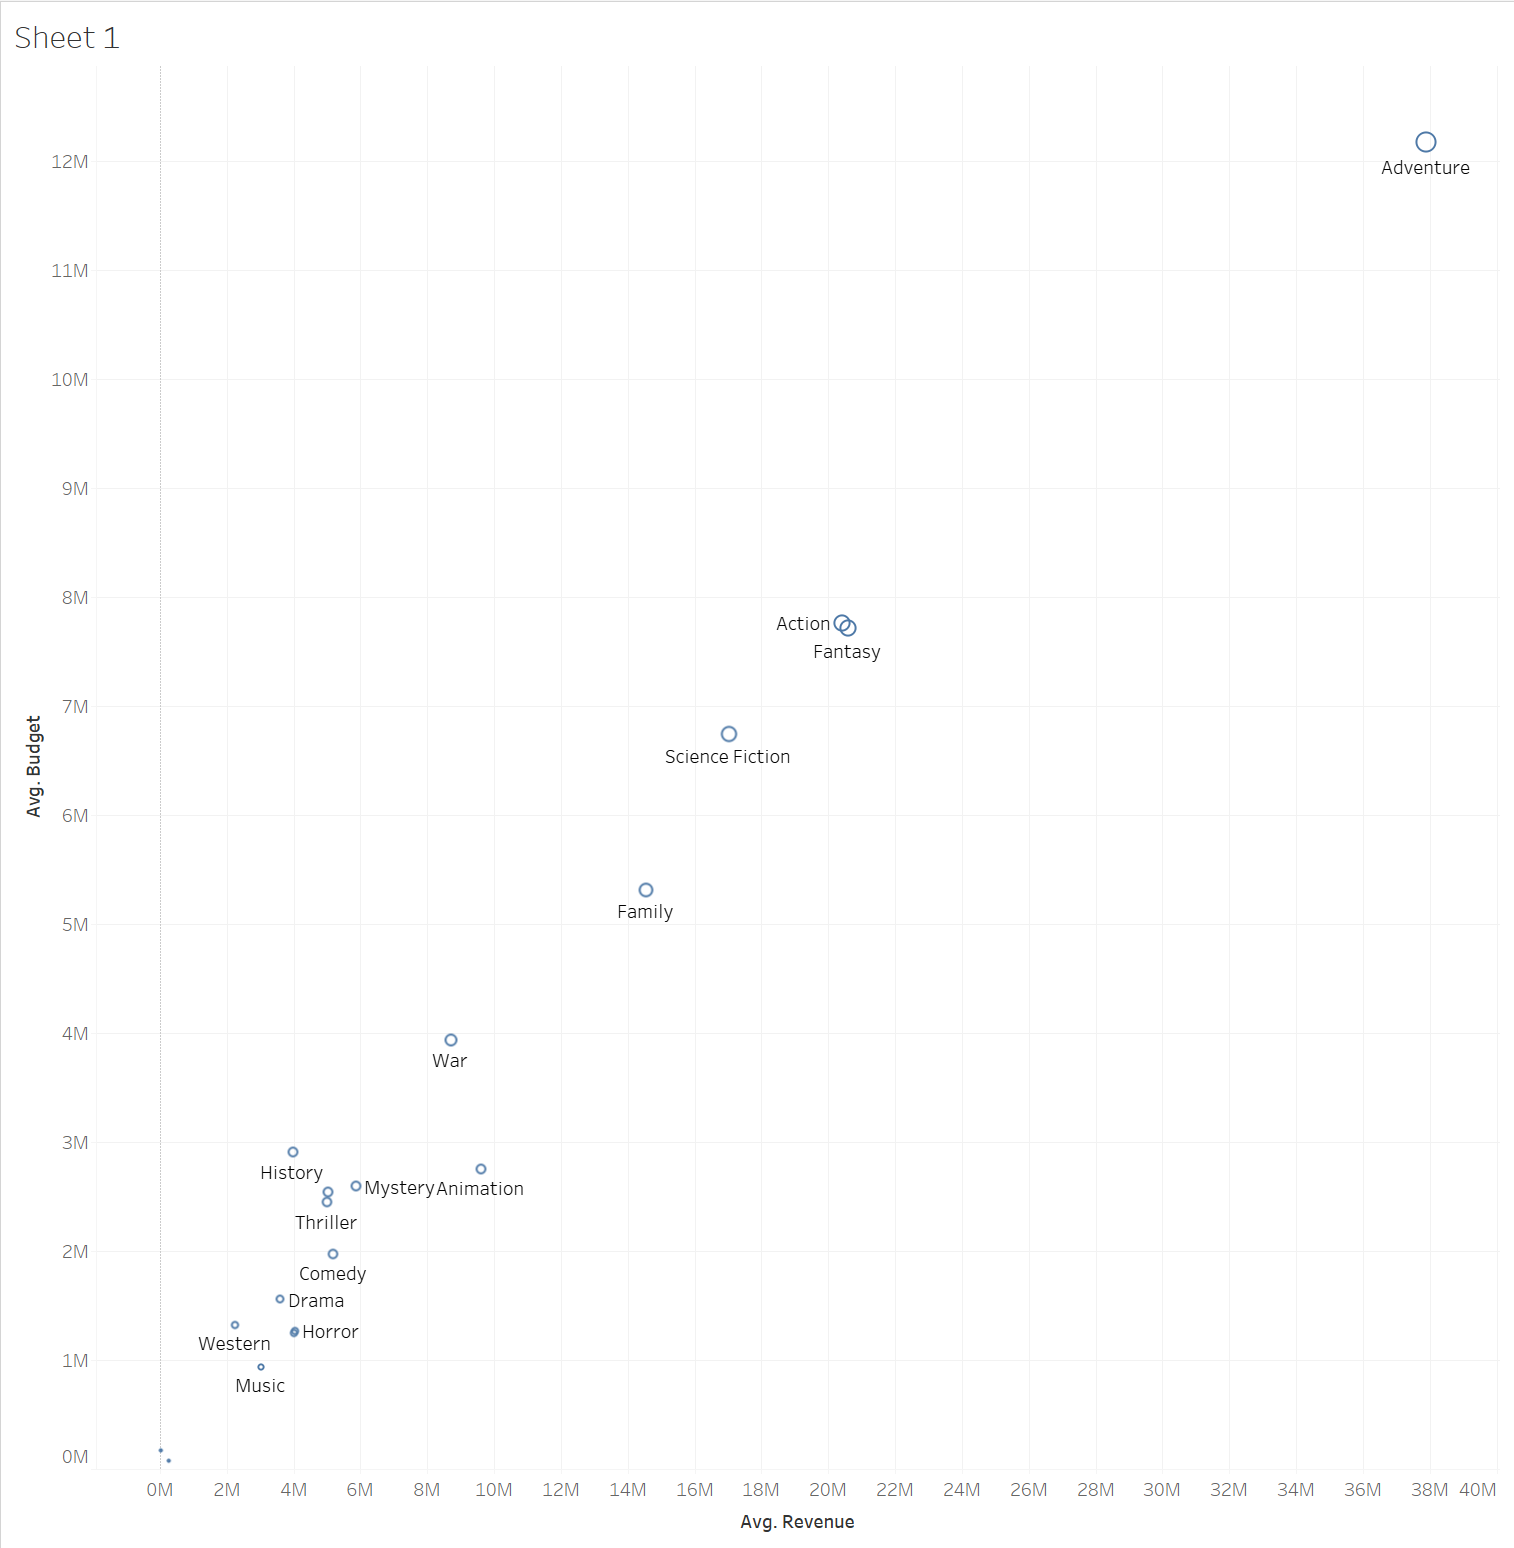 Sheet 1
12M
Adventure
11M
10M
9M
8M
Action
Fantasy
7M
Science Fiction
6M
Family
5M
4M
War
3M
History
Mystery
Animation
Thriller
2M
Comedy
Drama
Horror
Western
1M
Music
0M
Avg. Budget
0M 2M 4M 6M 8M 10M 12M 14M 16M 18M 20M 22M 24M 26M 28M 30M 32M 34M 36M 38M 40M
Avg. Revenue